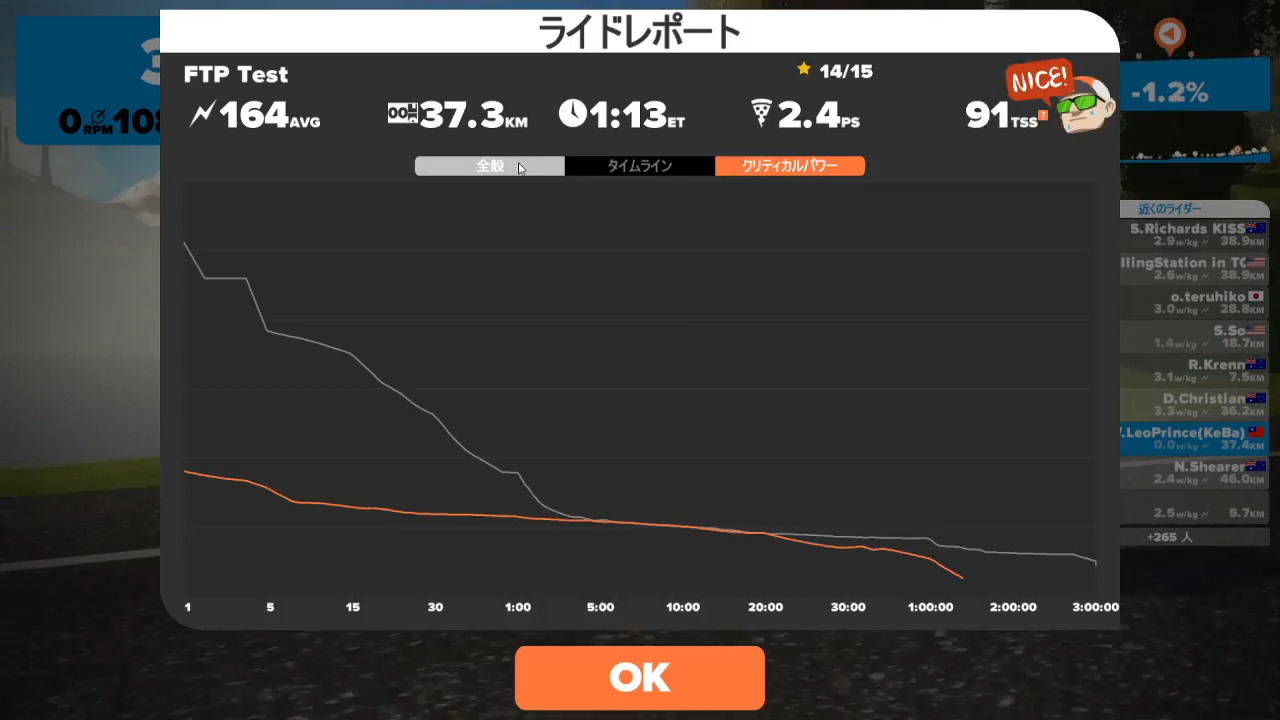 ライドレポート
FTP Test
14/15
NICE!
164AVG
37.3KM
1:13ET
2.4PS
91TSS?
全般
タイムライン
クリティカルパワー
1
5
15
30
1:00
5:00
10:00
20:00
30:00
1:00:00
2:00:00
3:00:00
OK
0RPM
-1.2%
近くのライダー
S.Richards KISS
2.9w/kg 38.9KM
llingStation in TC
2.6w/kg 38.9KM
o.teruhiko
3.0w/kg 28.8KM
S.So
1.4w/kg 18.7KM
R.Krenn
3.1w/kg 7.5KM
D.Christian
3.3w/kg 36.2KM
.LeoPrince(KeBa)
0.0w/kg 37.4KM
N.Shearer
2.4w/kg 46.0KM
2.5w/kg 5.7KM
+265 人